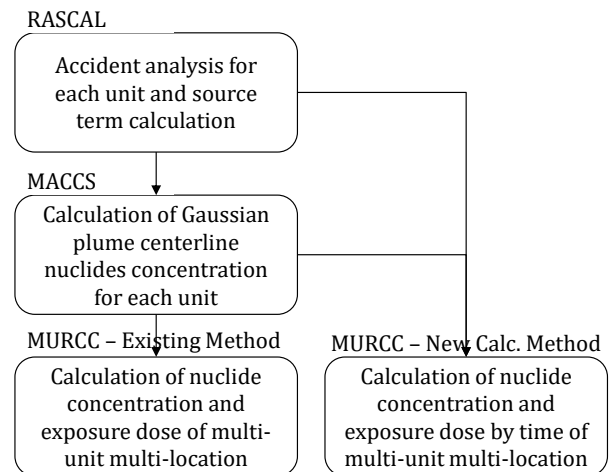 RASCAL
Accident analysis for
each unit and source
term calculation
MACCS
Calculation of Gaussian
plume centerline
nuclides concentration
for each unit
MURCC – Existing Method
Calculation of nuclide
concentration and
exposure dose of multi-
unit multi-location
MURCC – New Calc. Method
Calculation of nuclide
concentration and
exposure dose by time of
multi-unit multi-location